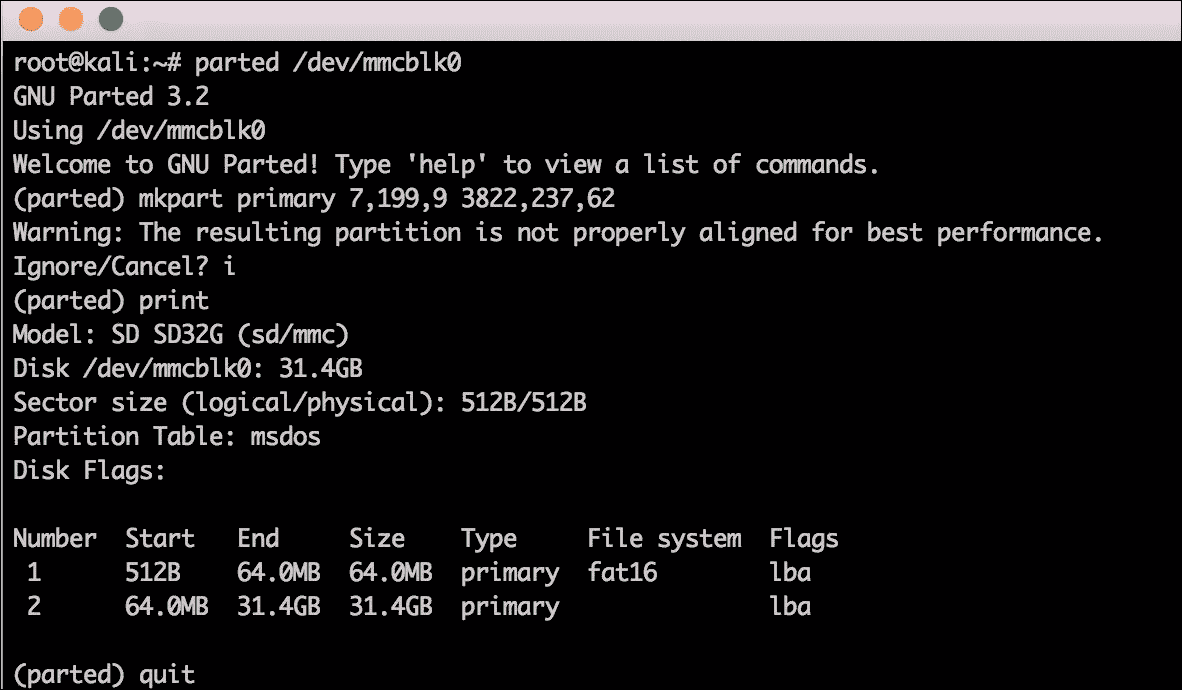 root@kali:~# parted /dev/mmcblk0
GNU Parted 3.2
Using /dev/mmcblk0
Welcome to GNU Parted! Type 'help' to view a list of commands.
(parted) mkpart primary 7,199,9 3822,237,62
Warning: The resulting partition is not properly aligned for best performance.
Ignore/Cancel? i
(parted) print
Model: SD SD32G (sd/mmc)
Disk /dev/mmcblk0: 31.4GB
Sector size (logical/physical): 512B/512B
Partition Table: msdos
Disk Flags:

Number  Start   End     Size    Type     File system  Flags
 1      512B    64.0MB  64.0MB  primary  fat16        lba
 2      64.0MB  31.4GB  31.4GB  primary               lba

(parted) quit